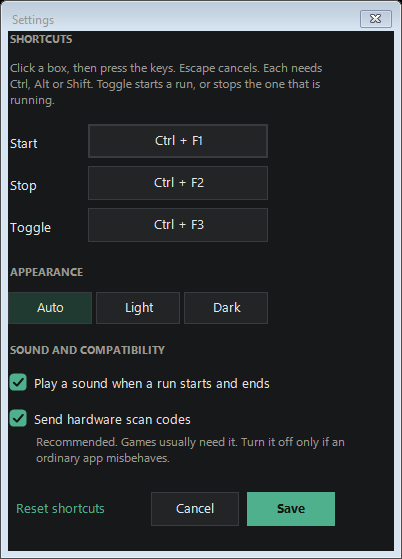 Settings
SHORTCUTS
Click a box, then press the keys. Escape cancels. Each needs
Ctrl, Alt or Shift. Toggle starts a run, or stops the one that is
running.
Start
Ctrl + F1
Stop
Ctrl + F2
Toggle
Ctrl + F3
APPEARANCE
Auto
Light
Dark
SOUND AND COMPATIBILITY
Play a sound when a run starts and ends
Send hardware scan codes
Recommended. Games usually need it. Turn it off only if an
ordinary app misbehaves.
Reset shortcuts
Cancel
Save